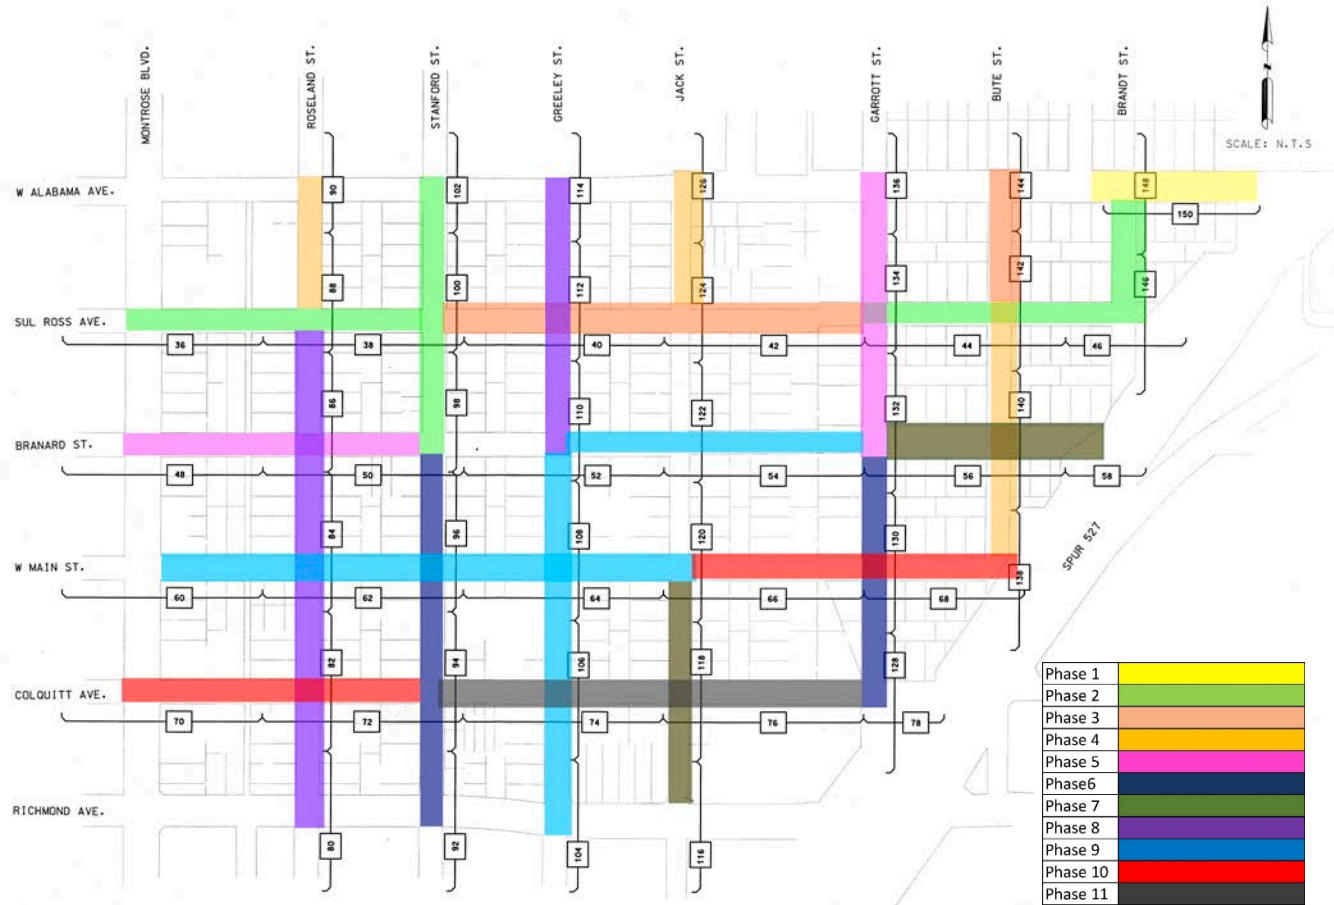 MONTROSE BLVD.
ROSELAND ST.
STANFORD ST.
GREELEY ST.
JACK ST.
GARROTT ST.
BUTE ST.
BRANDT ST.
N
SCALE: N.T.S
W ALABAMA AVE.
90
102
114
126
136
144
148
150
88
100
112
124
134
142
146
SUL ROSS AVE.
36
38
40
42
44
46
86
98
110
122
132
140
BRANARD ST.
48
50
52
54
56
58
84
96
108
120
130
SPUR 527
W MAIN ST.
138
60
62
64
66
68
82
94
106
118
128
COLQUITT AVE.
70
72
74
76
78
RICHMOND AVE.
80
92
104
116
Phase 1
Phase 2
Phase 3
Phase 4
Phase 5
Phase6
Phase 7
Phase 8
Phase 9
Phase 10
Phase 11